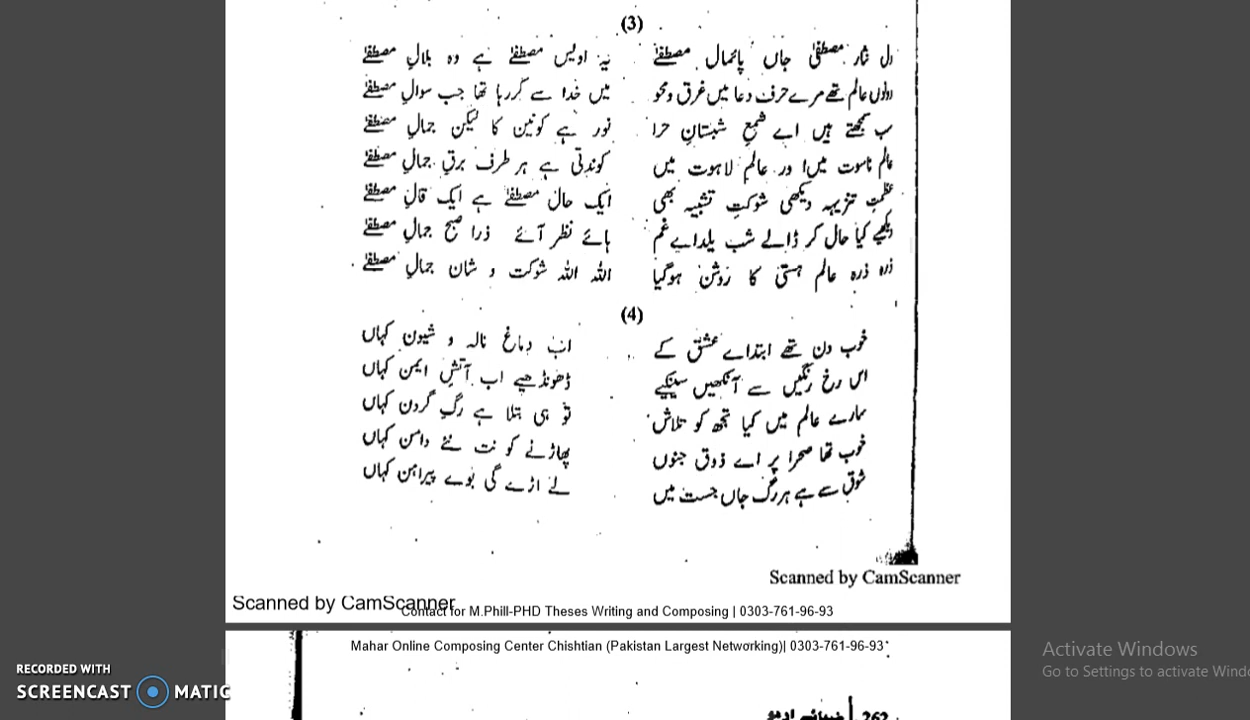 (3)
دل نثار مصطفےٰ جاں پائمال مصطفےٰ یہ اویس مصطفےٰ ہے وہ بلالِ مصطفےٰ
دونوں عالم تھے مرے حرف دعا میں غرق و محو میں خدا سے کررہا تھا جب سوالِ مصطفےٰ
سب سمجھتے ہیں اے شمعِ شبستانِ حرا نور ہے کونین کا لیکن جمالِ مصطفےٰ
عالم ناسوت میں اور عالمِ لاہوت میں کوندتی ہے ہر طرف برقِ جمالِ مصطفےٰ
عظمتِ تنزیہہ دیکھی شوکتِ تشبیہ بھی ایک حال مصطفےٰ ہے ایک قالِ مصطفےٰ
دیکھیے کیا حال کر ڈالے شب یلداے غم ہائے نظر آئے ذرا صبح جمالِ مصطفےٰ
ذرہ ذرہ عالمِ ہستی کا روشن ہوگیا اللہ اللہ شوکت و شان جمالِ مصطفےٰ
(4)
خوب دن تھے ابتداے عشق کے اب دماغِ نالہ و شیون کہاں
اس رخِ رنگیں سے آنکھیں سینکیے ڈھونڈھیے اب آتشِ ایمن کہاں
سارے عالم میں کیا تجھ کو تلاش تو ہی بتلا ہے رگِ گردن کہاں
خوب تھا صحرا پر اے ذوقِ جنوں پھاڑنے کو نت نئے دامن کہاں
شوق سے ہے ہر رگِ جاں جست میں لے اڑے گی بوے پیراہن کہاں
Scanned by CamScanner
Scanned by CamScanner
Contact for M.Phill-PHD Theses Writing and Composing | 0303-761-96-93
Mahar Online Composing Center Chishtian (Pakistan Largest Networking)| 0303-761-96-93
Activate Windows
Go to Settings to activate Wind
RECORDED WITH
SCREENCAST MATIC
262